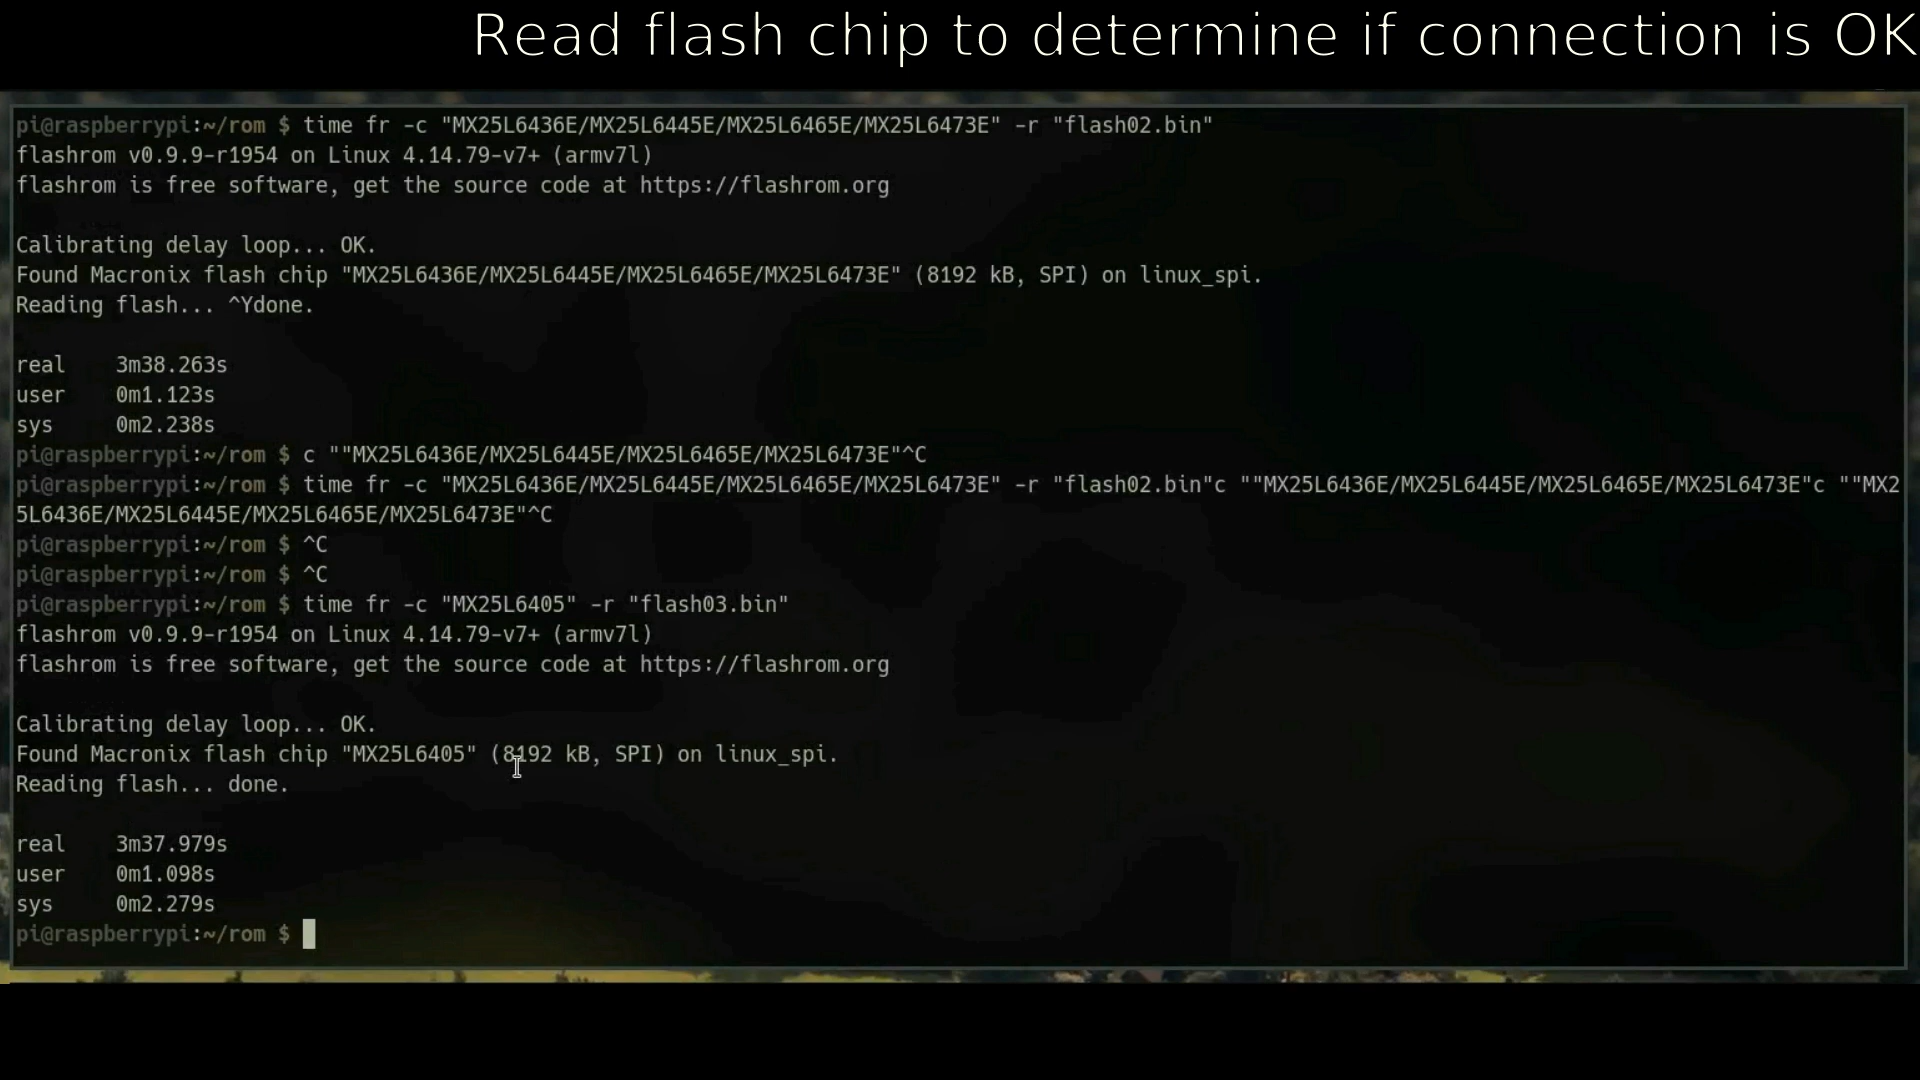 Read flash chip to determine if connection is OK
pi@raspberrypi:~/rom $ time fr -c "MX25L6436E/MX25L6445E/MX25L6465E/MX25L6473E" -r "flash02.bin"
flashrom v0.9.9-r1954 on Linux 4.14.79-v7+ (armv7l)
flashrom is free software, get the source code at https://flashrom.org
Calibrating delay loop... OK.
Found Macronix flash chip "MX25L6436E/MX25L6445E/MX25L6465E/MX25L6473E" (8192 kB, SPI) on linux_spi.
Reading flash... ^Ydone.
real    3m38.263s
user    0m1.123s
sys     0m2.238s
pi@raspberrypi:~/rom $ c ""MX25L6436E/MX25L6445E/MX25L6465E/MX25L6473E"^C
pi@raspberrypi:~/rom $ time fr -c "MX25L6436E/MX25L6445E/MX25L6465E/MX25L6473E" -r "flash02.bin"c ""MX25L6436E/MX25L6445E/MX25L6465E/MX25L6473E"c ""MX2
5L6436E/MX25L6445E/MX25L6465E/MX25L6473E"^C
pi@raspberrypi:~/rom $ ^C
pi@raspberrypi:~/rom $ ^C
pi@raspberrypi:~/rom $ time fr -c "MX25L6405" -r "flash03.bin"
flashrom v0.9.9-r1954 on Linux 4.14.79-v7+ (armv7l)
flashrom is free software, get the source code at https://flashrom.org
Calibrating delay loop... OK.
Found Macronix flash chip "MX25L6405" (8192 kB, SPI) on linux_spi.
Reading flash... done.
real    3m37.979s
user    0m1.098s
sys     0m2.279s
pi@raspberrypi:~/rom $